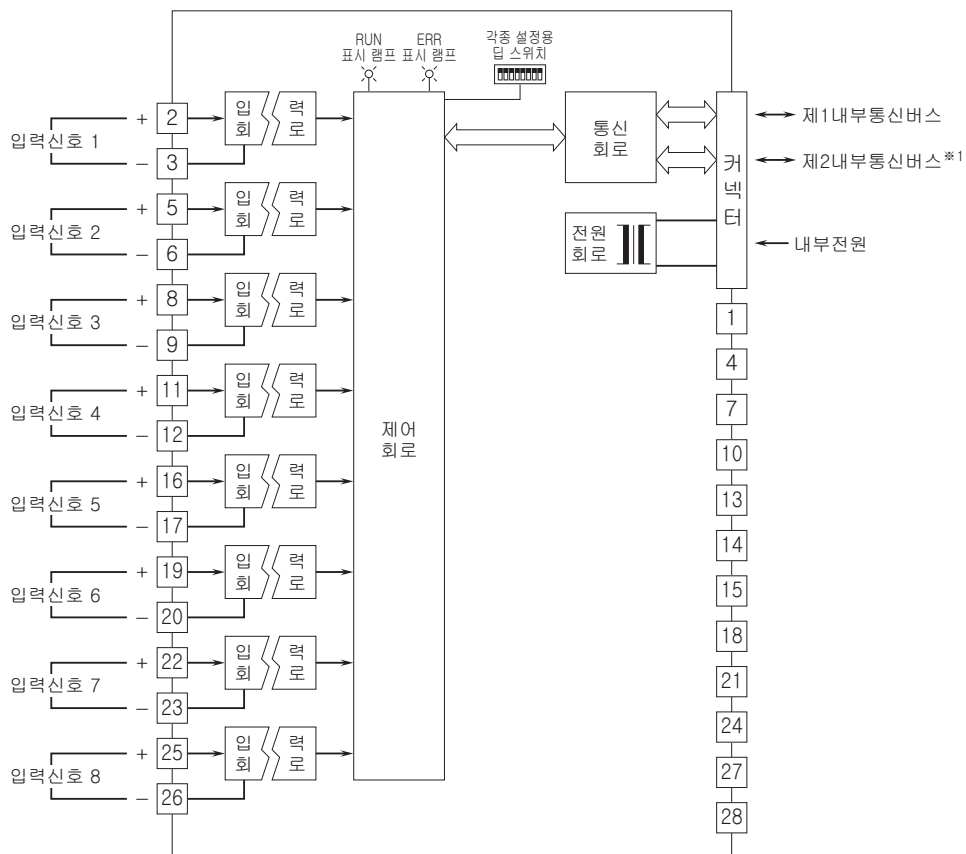 RUN
표시 램프
ERR
표시 램프
각종 설정용
딥 스위치
입력신호 1
+ 2
− 3
입 력
회 로
입력신호 2
+ 5
− 6
입 력
회 로
입력신호 3
+ 8
− 9
입 력
회 로
입력신호 4
+ 11
− 12
입 력
회 로
입력신호 5
+ 16
− 17
입 력
회 로
입력신호 6
+ 19
− 20
입 력
회 로
입력신호 7
+ 22
− 23
입 력
회 로
입력신호 8
+ 25
− 26
입 력
회 로
제어
회로
통신
회로
전원
회로
커
넥
터
제1내부통신버스
제2내부통신버스※1
내부전원
1
4
7
10
13
14
15
18
21
24
27
28